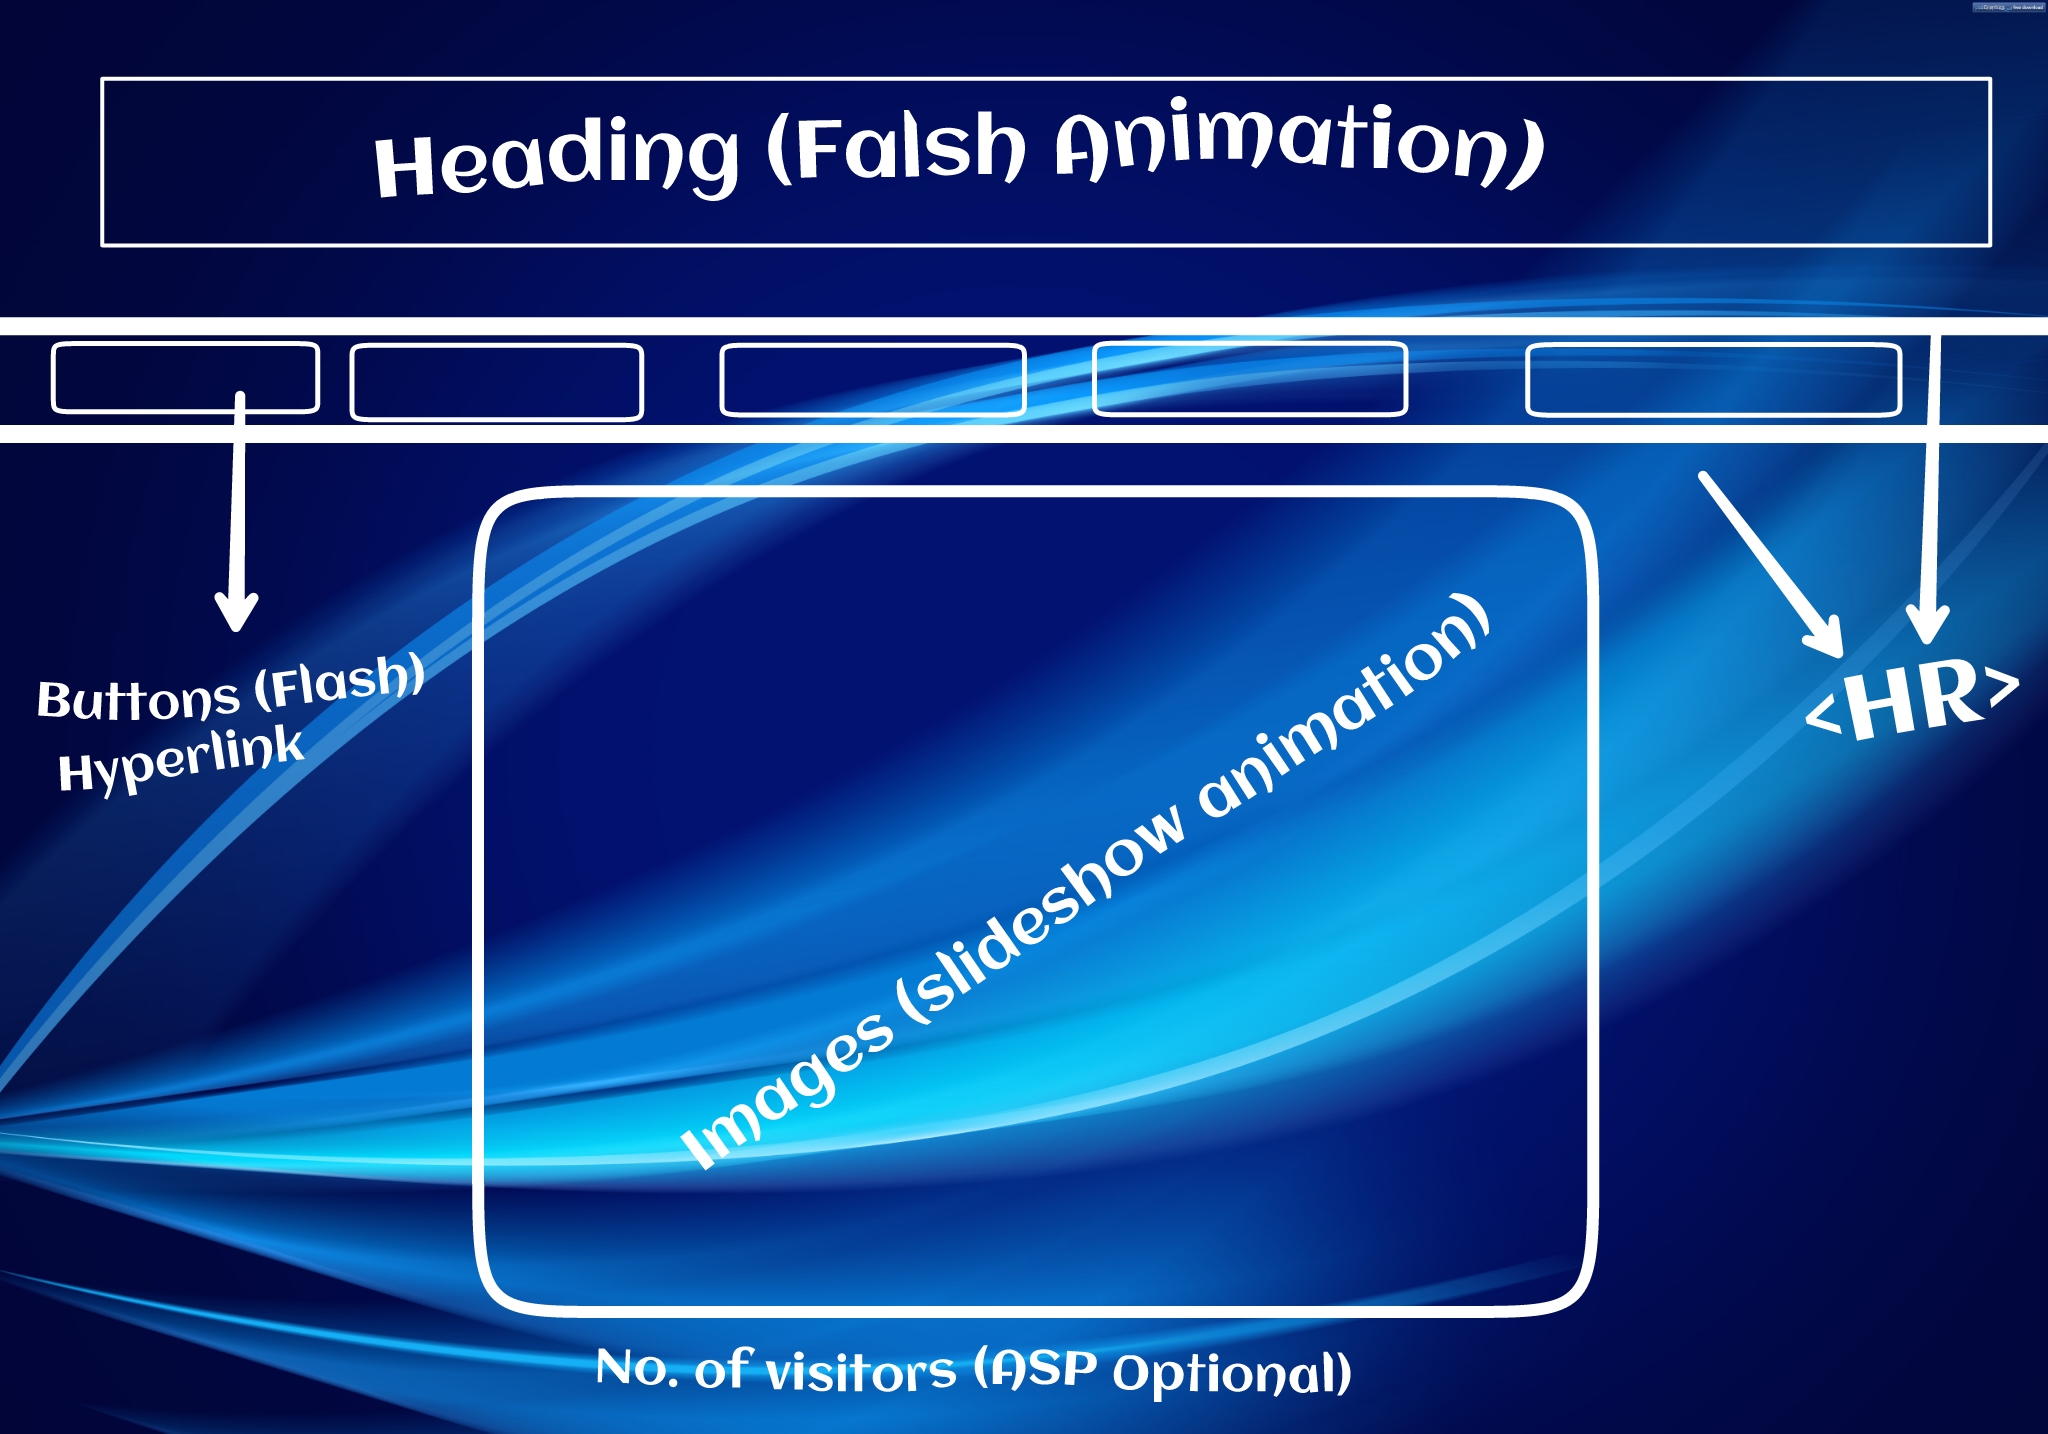 Heading (Falsh Animation)
Buttons (Flash)
Hyperlink
<HR>
Images (slideshow animation)
No. of visitors (ASP Optional)